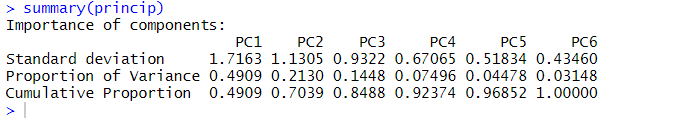 > summary(princip)
Importance of components:
PC1 PC2 PC3 PC4 PC5 PC6
Standard deviation 1.7163 1.1305 0.9322 0.67065 0.51834 0.43460
Proportion of Variance 0.4909 0.2130 0.1448 0.07496 0.04478 0.03148
Cumulative Proportion 0.4909 0.7039 0.8488 0.92374 0.96852 1.00000
>